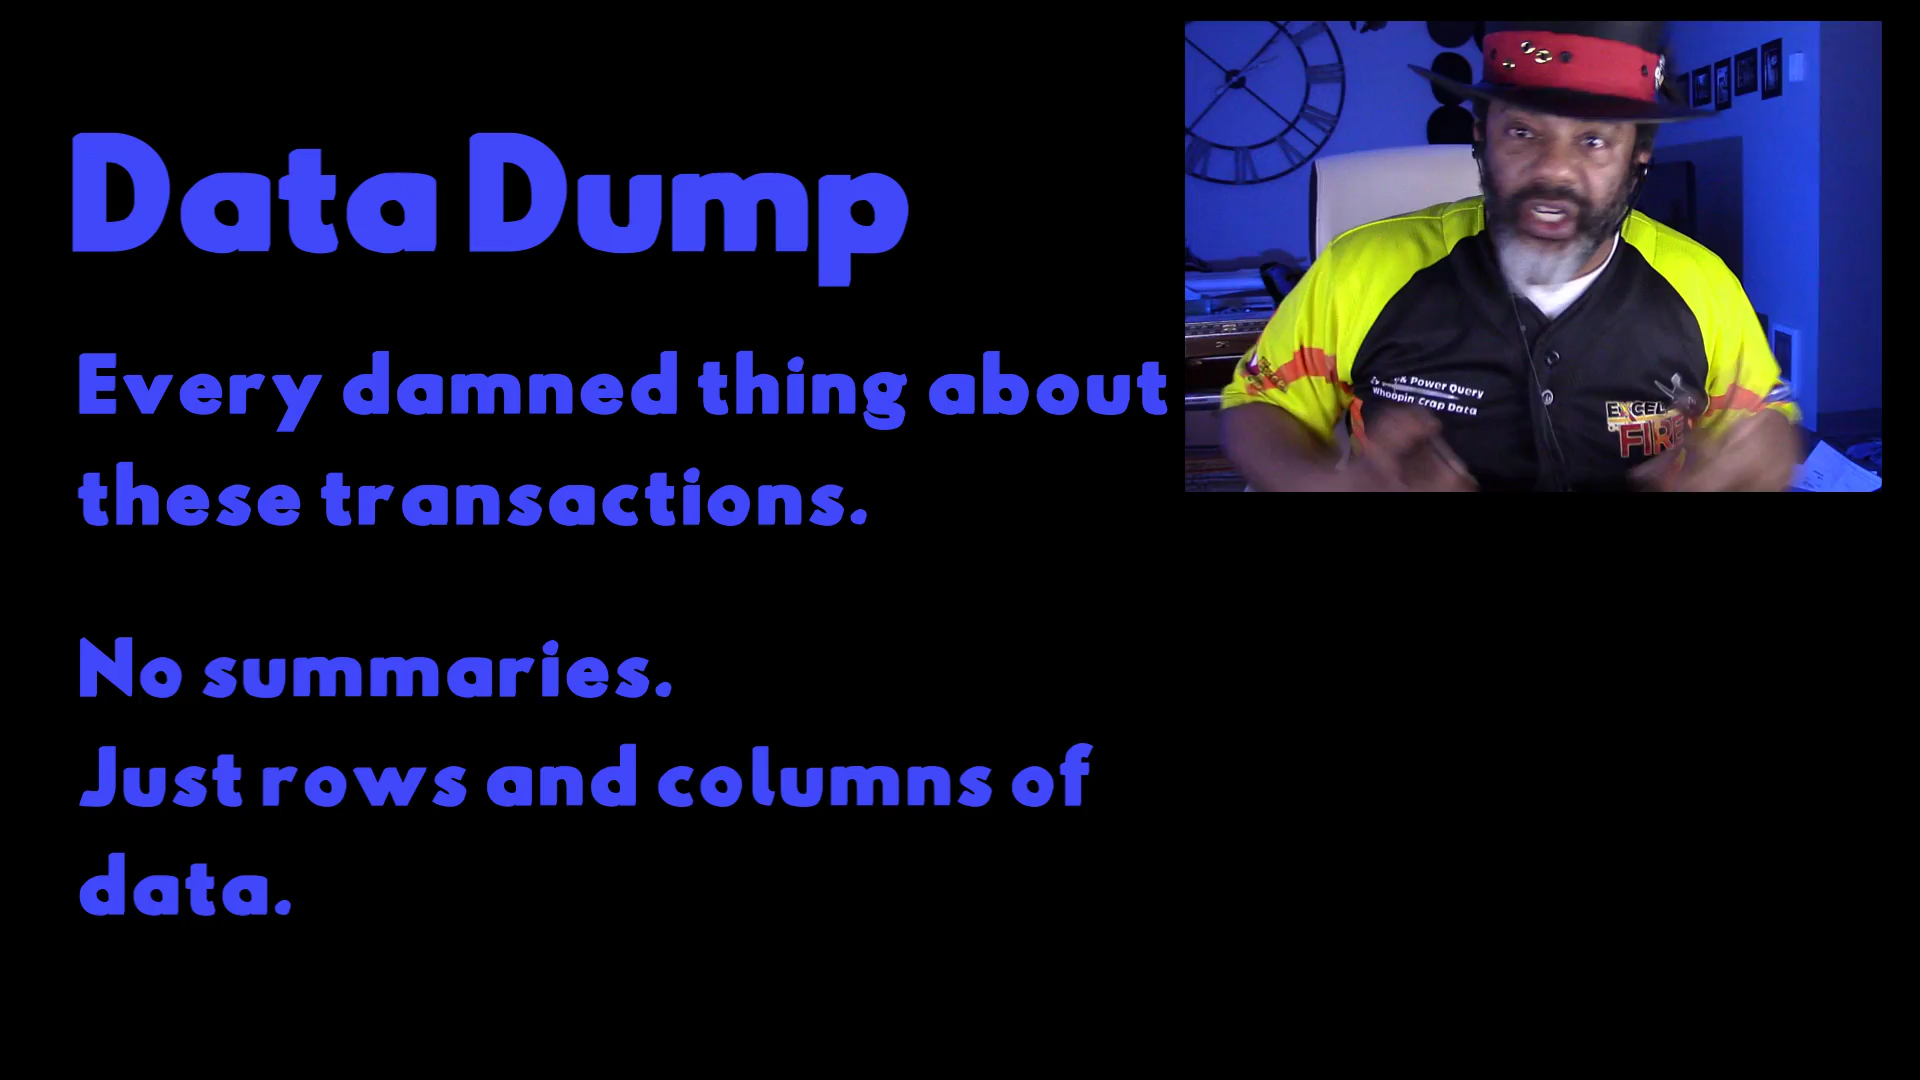 Data Dump
Every damned thing about
these transactions.
No summaries.
Just rows and columns of
data.
& Power Query
Whoopin Crap Data
EXCEL
FIRE